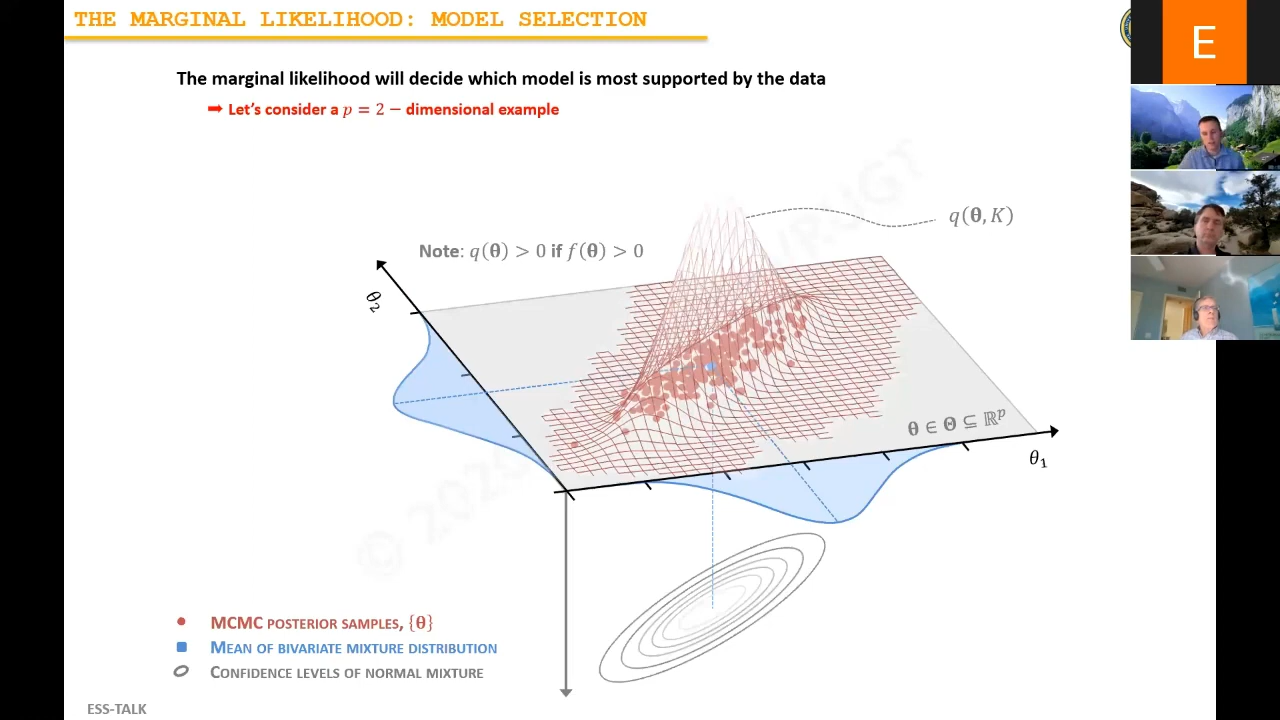 THE MARGINAL LIKELIHOOD: MODEL SELECTION
E
The marginal likelihood will decide which model is most supported by the data
➡ Let's consider a p = 2 − dimensional example
q(θ, K)
Note: q(θ) > 0 if f(θ) > 0
θ₂
θ ∈ Θ ⊆ ℝᵖ
θ₁
MCMC POSTERIOR SAMPLES, {θ}
MEAN OF BIVARIATE MIXTURE DISTRIBUTION
CONFIDENCE LEVELS OF NORMAL MIXTURE
ESS-TALK